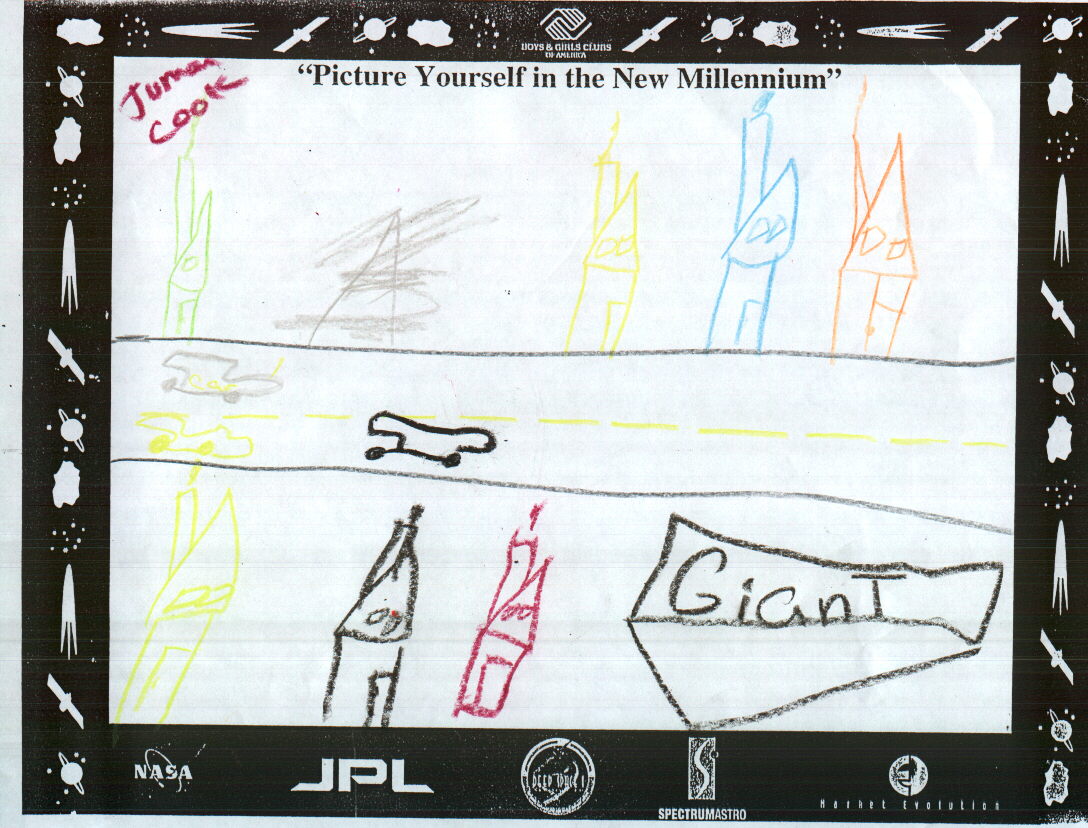 BOYS & GIRLS CLUBS
OF AMERICA
"Picture Yourself in the New Millennium"
Cook
Giant
NASA
JPL
DEEP SPACE 1
SPECTRUMASTRO
Market Evolution